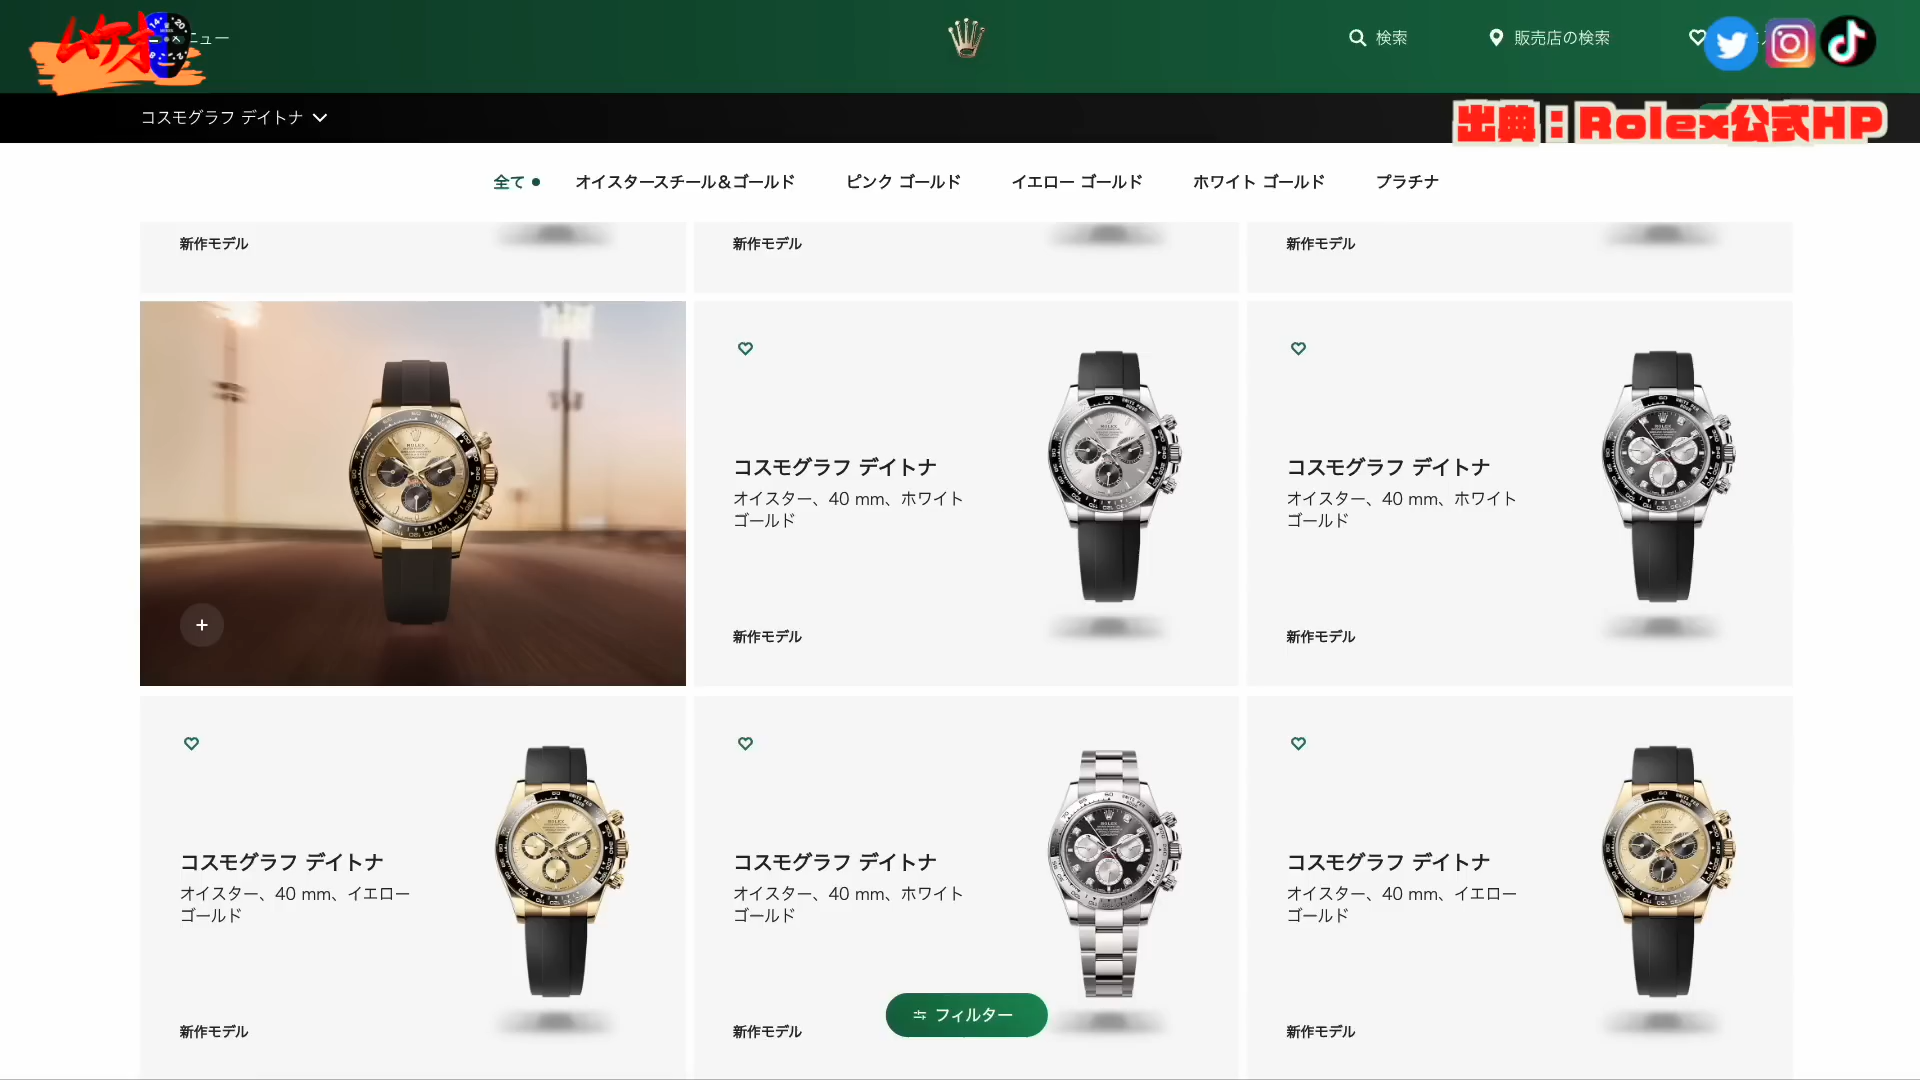 ムケオ
ニュー
検索
販売店の検索
コスモグラフ デイトナ
出典：Rolex公式HP
全て
オイスタースチール＆ゴールド
ピンク ゴールド
イエロー ゴールド
ホワイト ゴールド
プラチナ
新作モデル
新作モデル
新作モデル
コスモグラフ デイトナ
オイスター、40 mm、ホワイト
ゴールド
新作モデル
コスモグラフ デイトナ
オイスター、40 mm、ホワイト
ゴールド
新作モデル
コスモグラフ デイトナ
オイスター、40 mm、イエロー
ゴールド
新作モデル
コスモグラフ デイトナ
オイスター、40 mm、ホワイト
ゴールド
新作モデル
コスモグラフ デイトナ
オイスター、40 mm、イエロー
ゴールド
新作モデル
フィルター